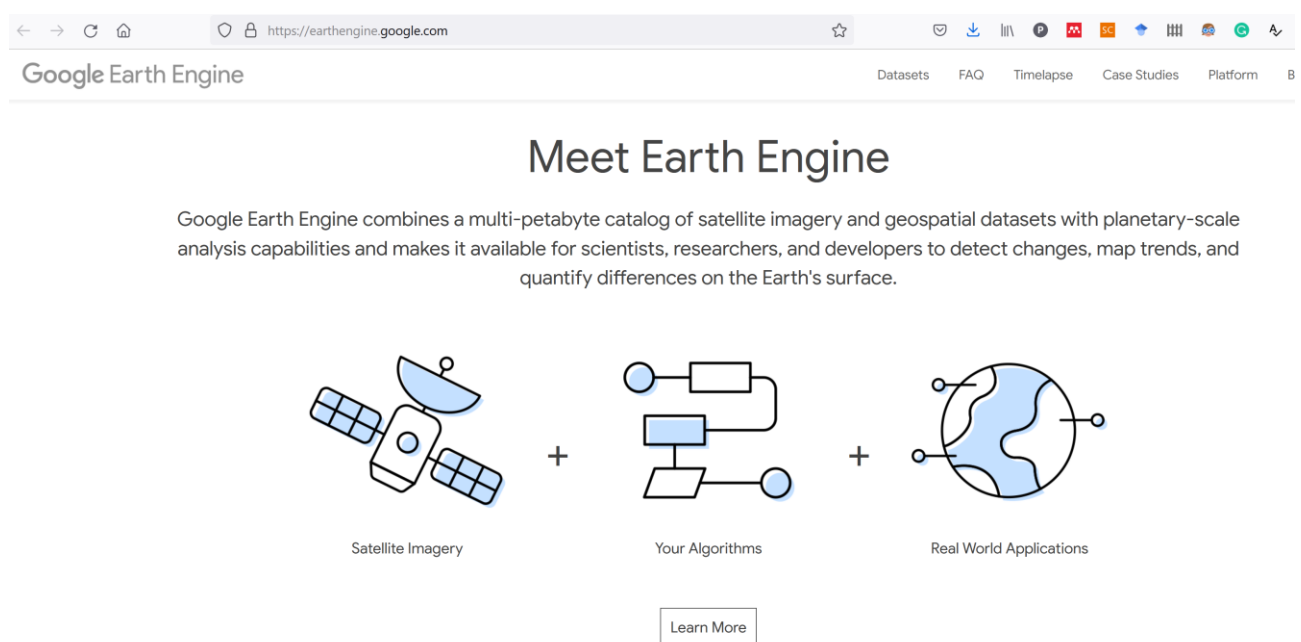 https://earthengine.google.com
Google Earth Engine
Datasets FAQ Timelapse Case Studies Platform B
Meet Earth Engine
Google Earth Engine combines a multi-petabyte catalog of satellite imagery and geospatial datasets with planetary-scale
analysis capabilities and makes it available for scientists, researchers, and developers to detect changes, map trends, and
quantify differences on the Earth's surface.
+ +
Satellite Imagery Your Algorithms Real World Applications
Learn More